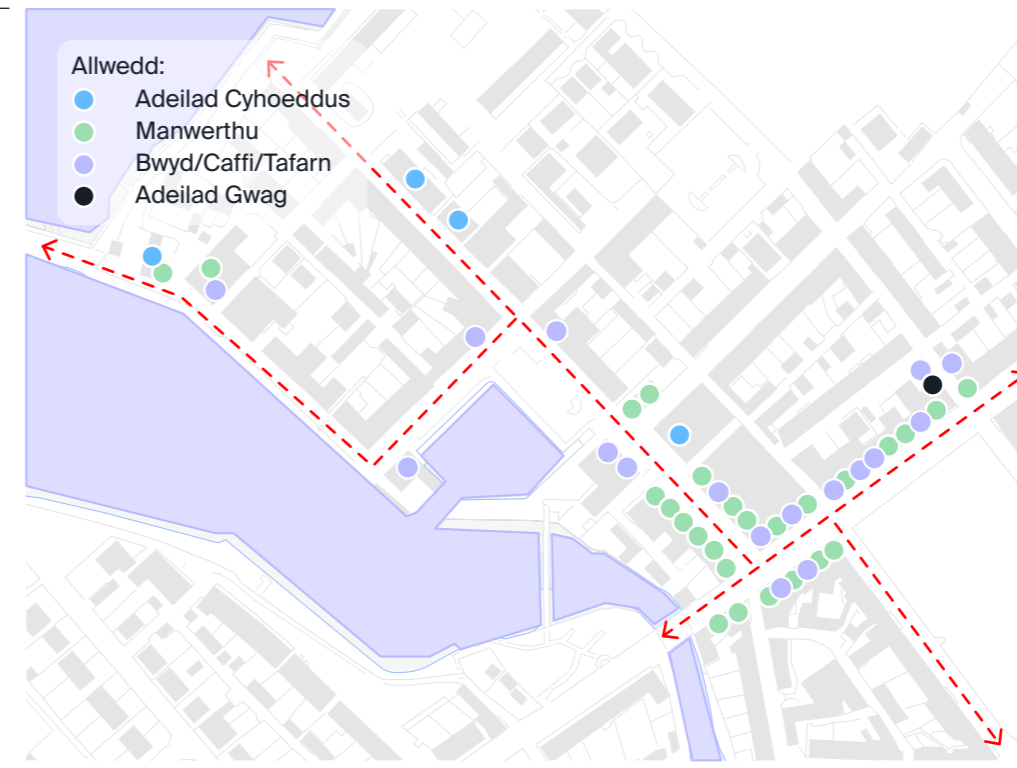 Allwedd:
Adeilad Cyhoeddus
Manwerthu
Bwyd/Caffi/Tafarn
Adeilad Gwag